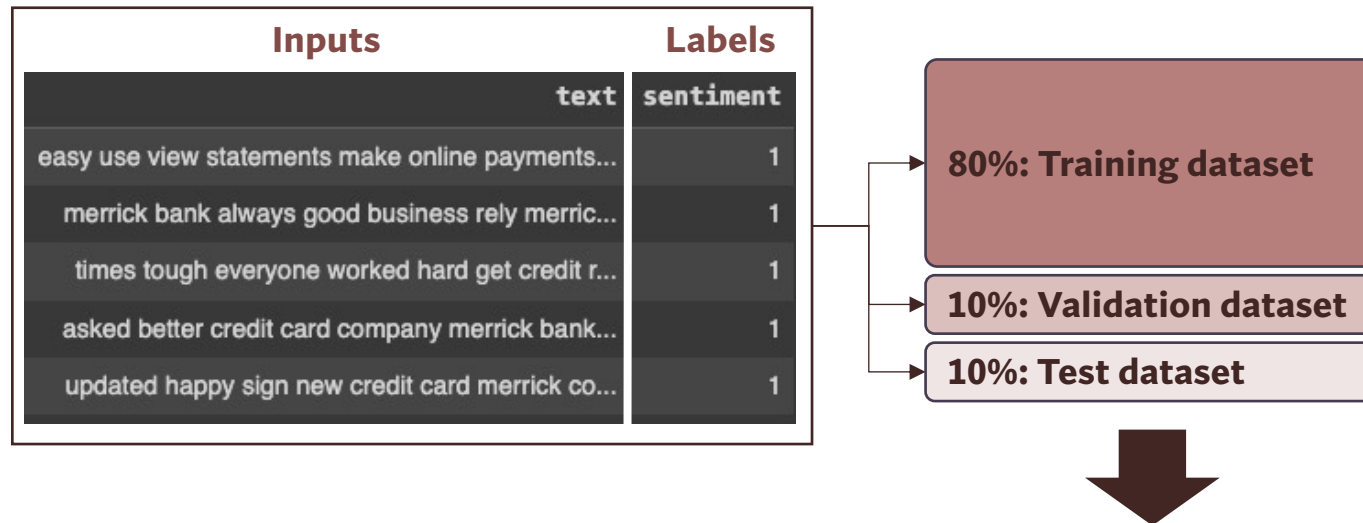 Inputs Labels
text sentiment
easy use view statements make online payments... 1
merrick bank always good business rely merric... 1
times tough everyone worked hard get credit r... 1
asked better credit card company merrick bank... 1
updated happy sign new credit card merrick co... 1
80%: Training dataset
10%: Validation dataset
10%: Test dataset